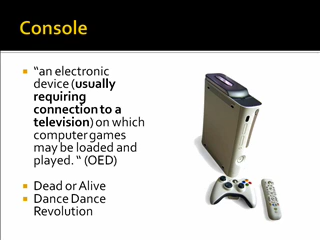 Console
“an electronic
device (usually
requiring
connection to a
television) on which
computer games
may be loaded and
played. “ (OED)
Dead or Alive
Dance Dance
Revolution